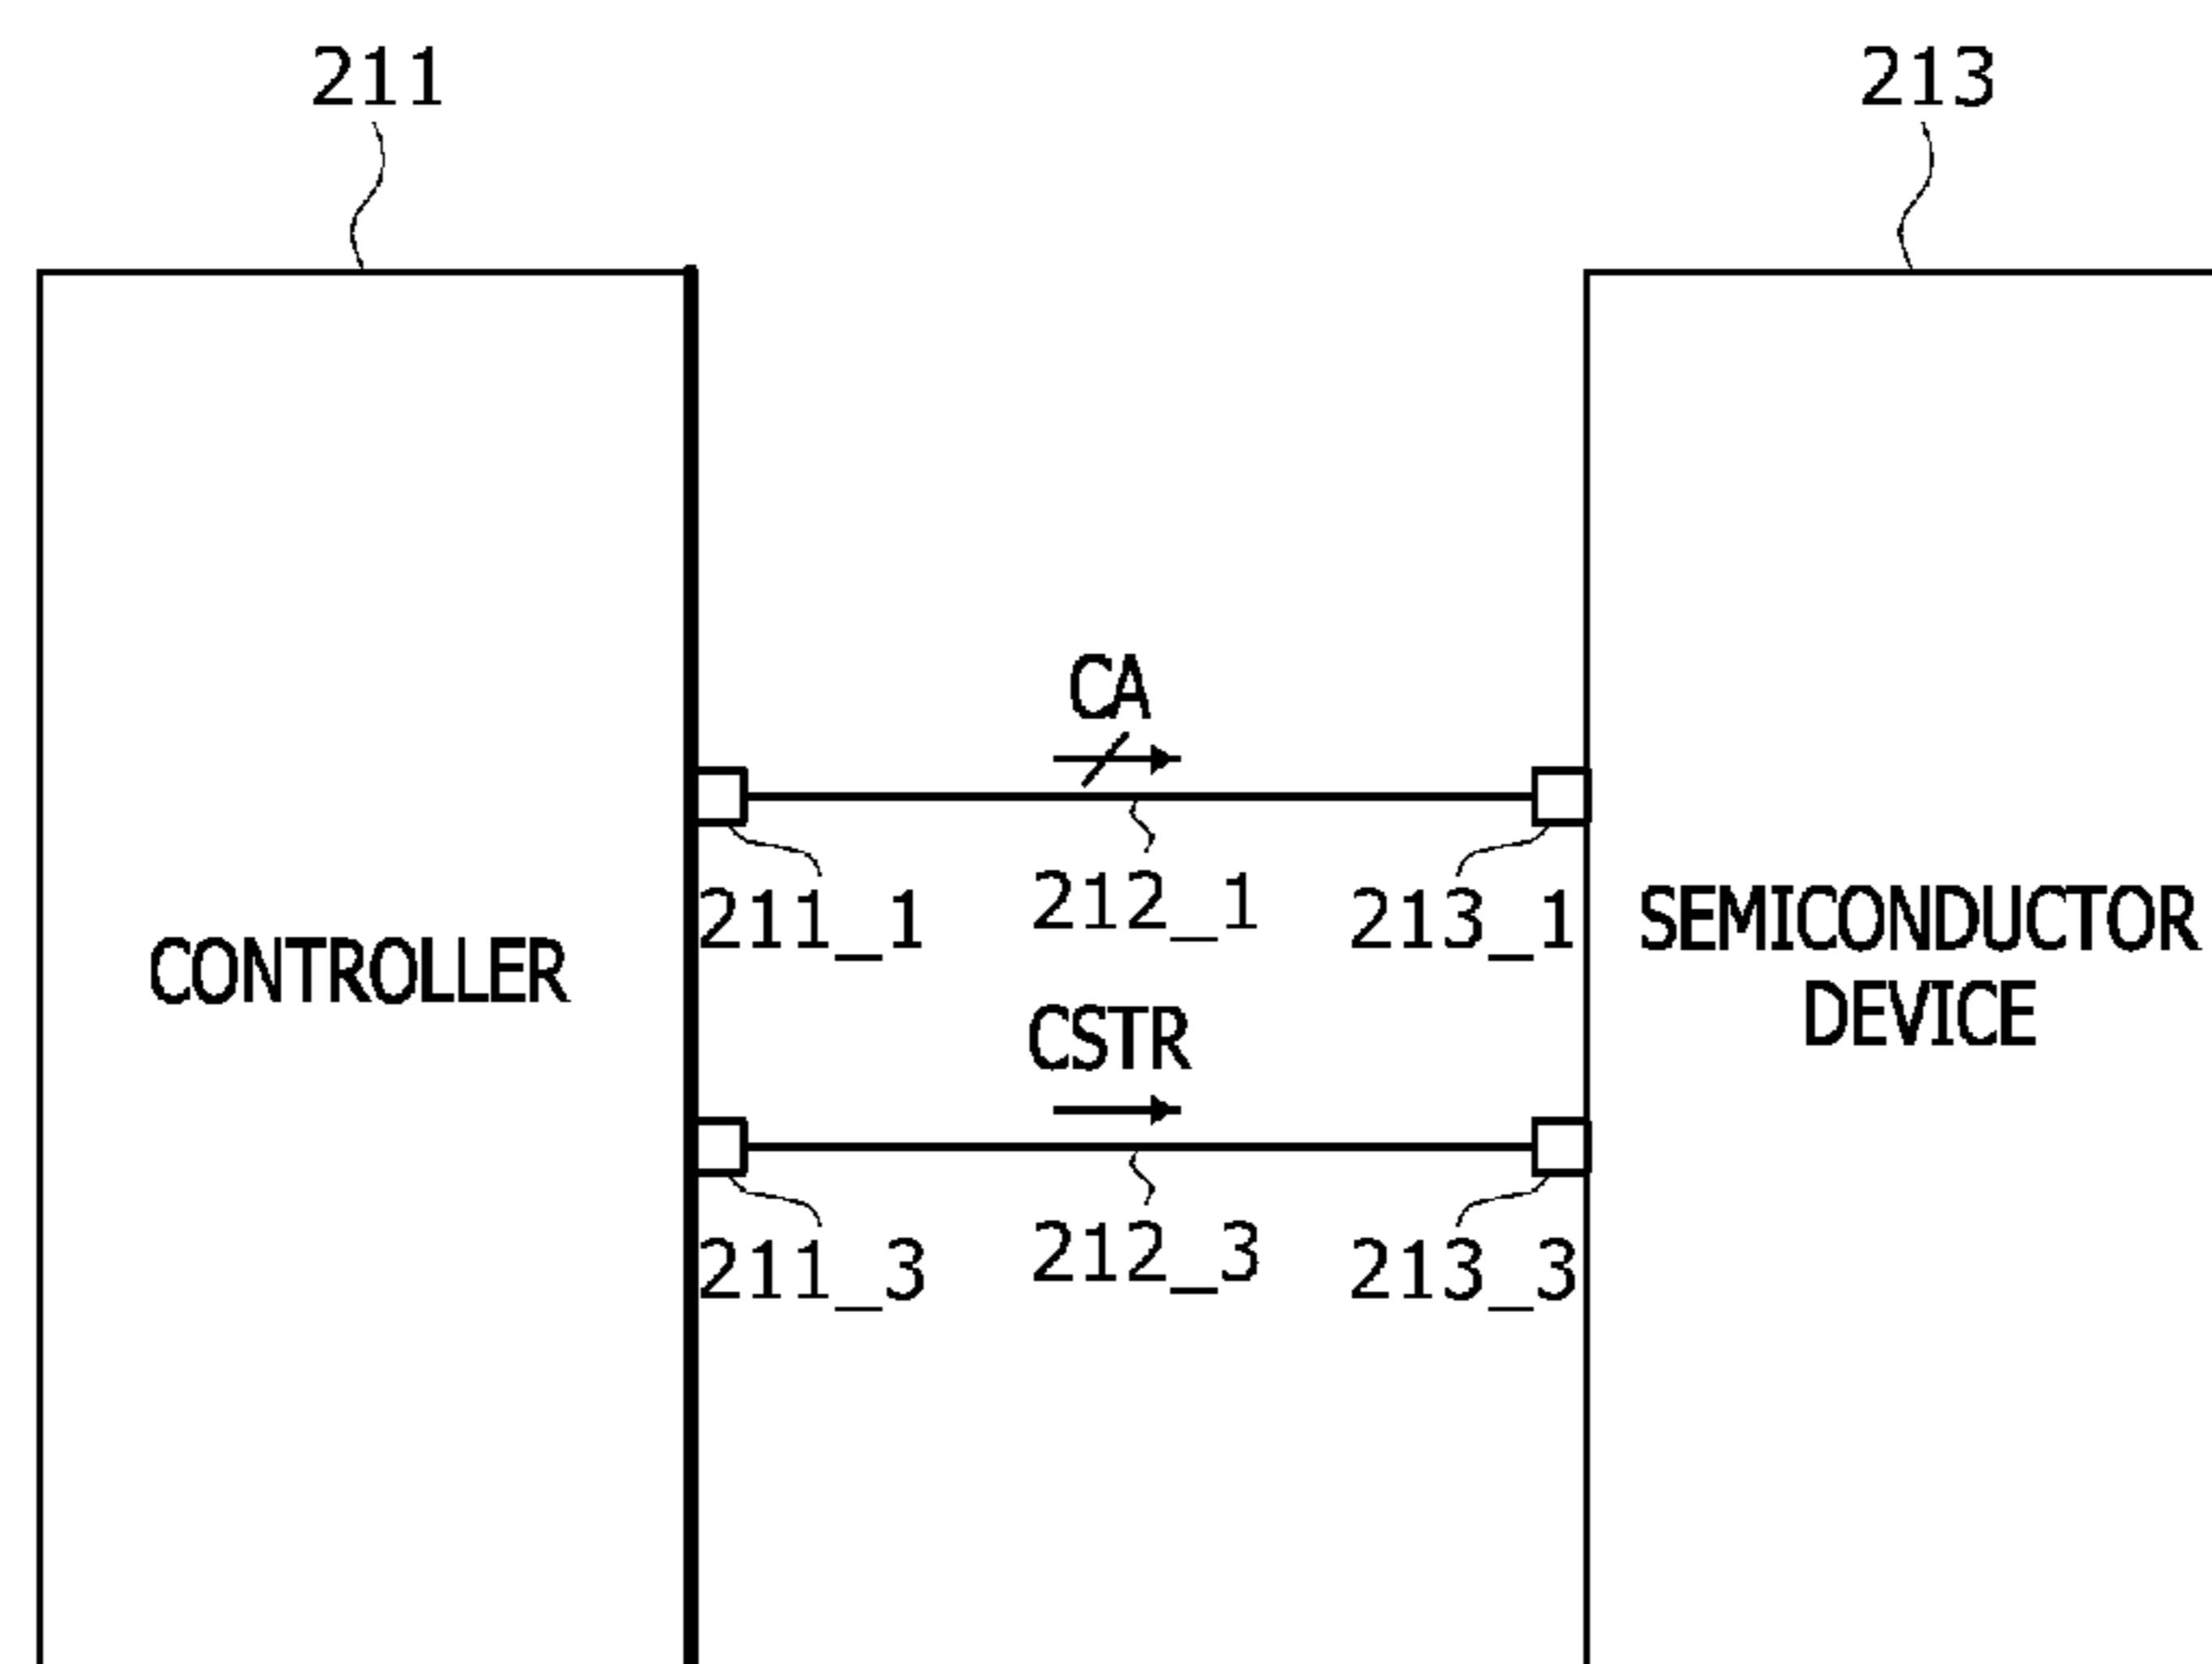 211
213
CA
211_1
212_1
213_1
CONTROLLER
SEMICONDUCTOR
DEVICE
CSTR
211_3
212_3
213_3